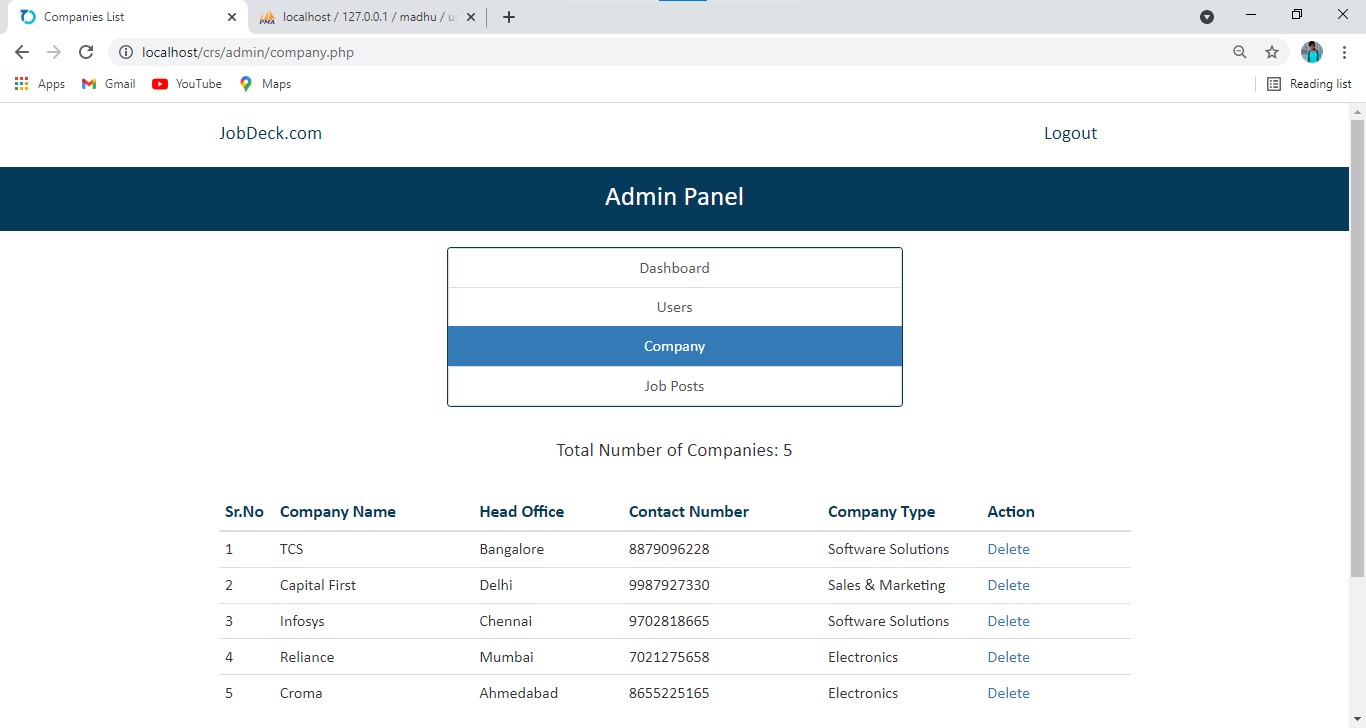 Companies List
localhost / 127.0.0.1 / madhu / us
localhost/crs/admin/company.php
Apps Gmail YouTube Maps Reading list
JobDeck.com Logout
Admin Panel
Dashboard
Users
Company
Job Posts
Total Number of Companies: 5
Sr.No Company Name Head Office Contact Number Company Type Action
1 TCS Bangalore 8879096228 Software Solutions Delete
2 Capital First Delhi 9987927330 Sales & Marketing Delete
3 Infosys Chennai 9702818665 Software Solutions Delete
4 Reliance Mumbai 7021275658 Electronics Delete
5 Croma Ahmedabad 8655225165 Electronics Delete